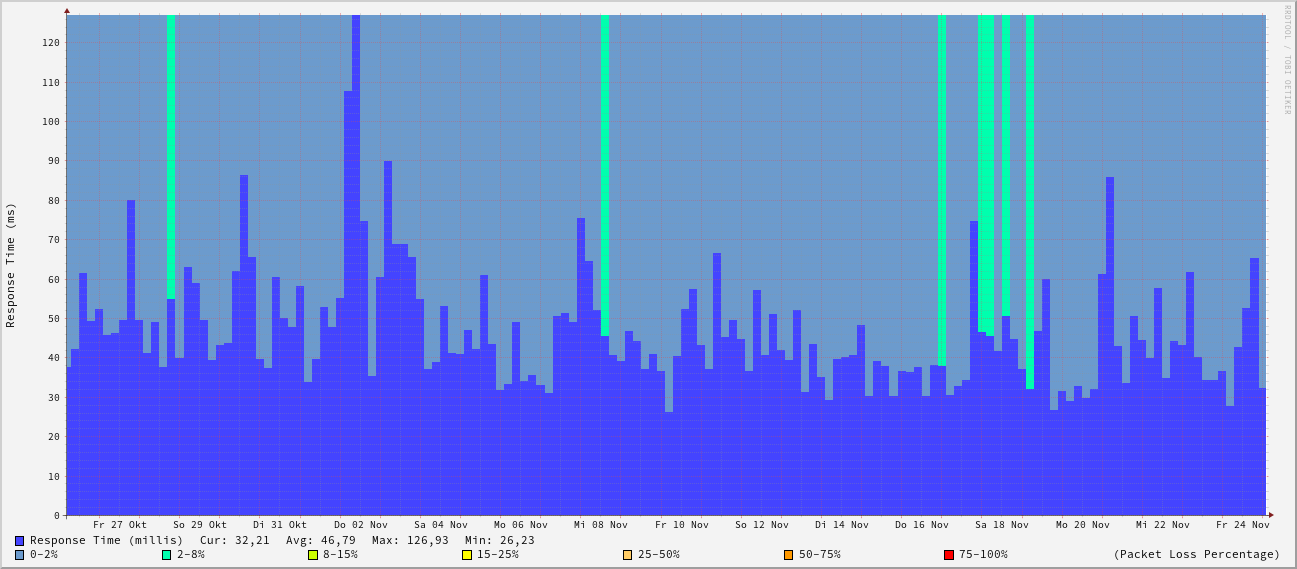 RRDTOOL / TOBI OETIKER
Response Time (ms)
120
110
100
90
80
70
60
50
40
30
20
10
0
Fr 27 Okt So 29 Okt Di 31 Okt Do 02 Nov Sa 04 Nov Mo 06 Nov Mi 08 Nov Fr 10 Nov So 12 Nov Di 14 Nov Do 16 Nov Sa 18 Nov Mo 20 Nov Mi 22 Nov Fr 24 Nov
Response Time (millis) Cur: 32,21 Avg: 46,79 Max: 126,93 Min: 26,23
0-2% 2-8% 8-15% 15-25% 25-50% 50-75% 75-100% (Packet Loss Percentage)